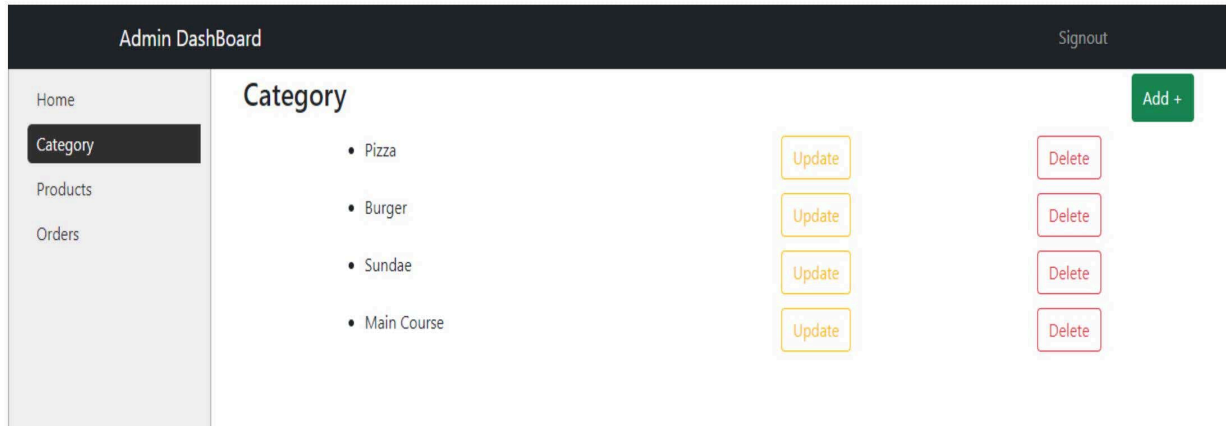 Admin DashBoard Signout
Home
Category
Products
Orders
Category Add +
• Pizza Update Delete
• Burger Update Delete
• Sundae Update Delete
• Main Course Update Delete